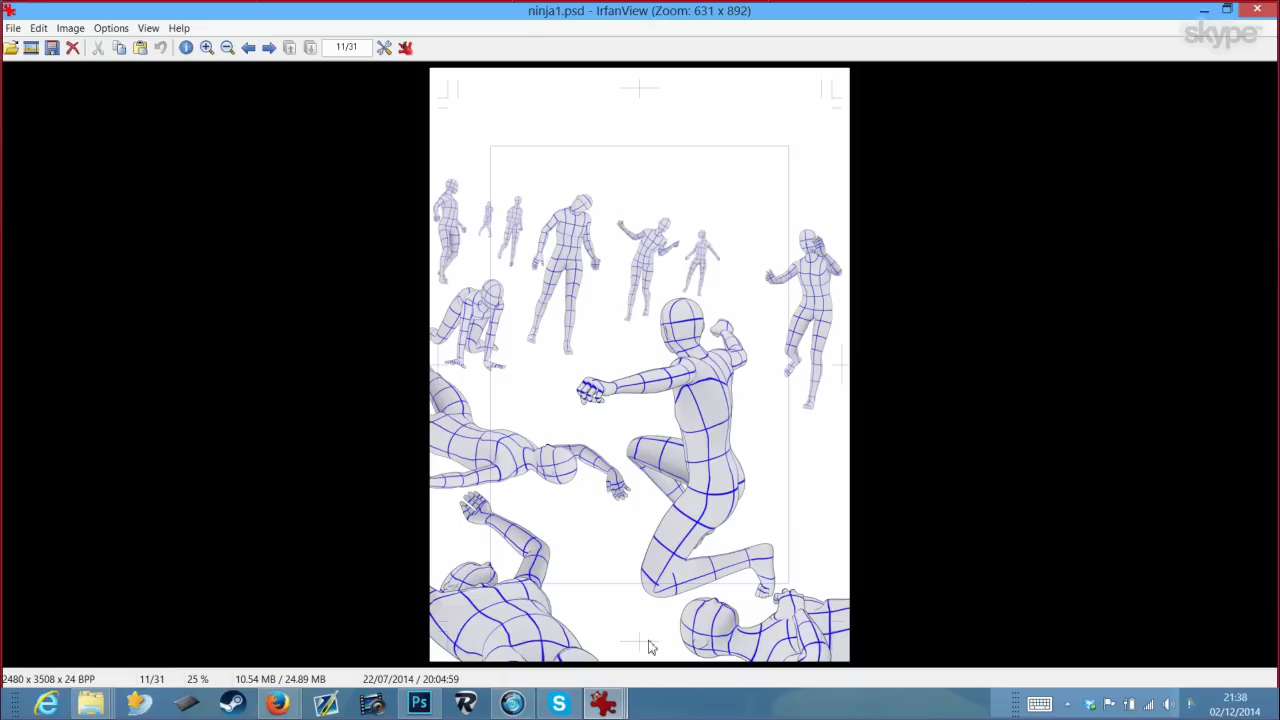 ninja1.psd - IrfanView (Zoom: 631 x 892)
File Edit Image Options View Help
skype
11/31
2480 x 3508 x 24 BPP 11/31 25 % 10.54 MB / 24.89 MB 22/07/2014 / 20:04:59
Ps
R
S
21:38
02/12/2014